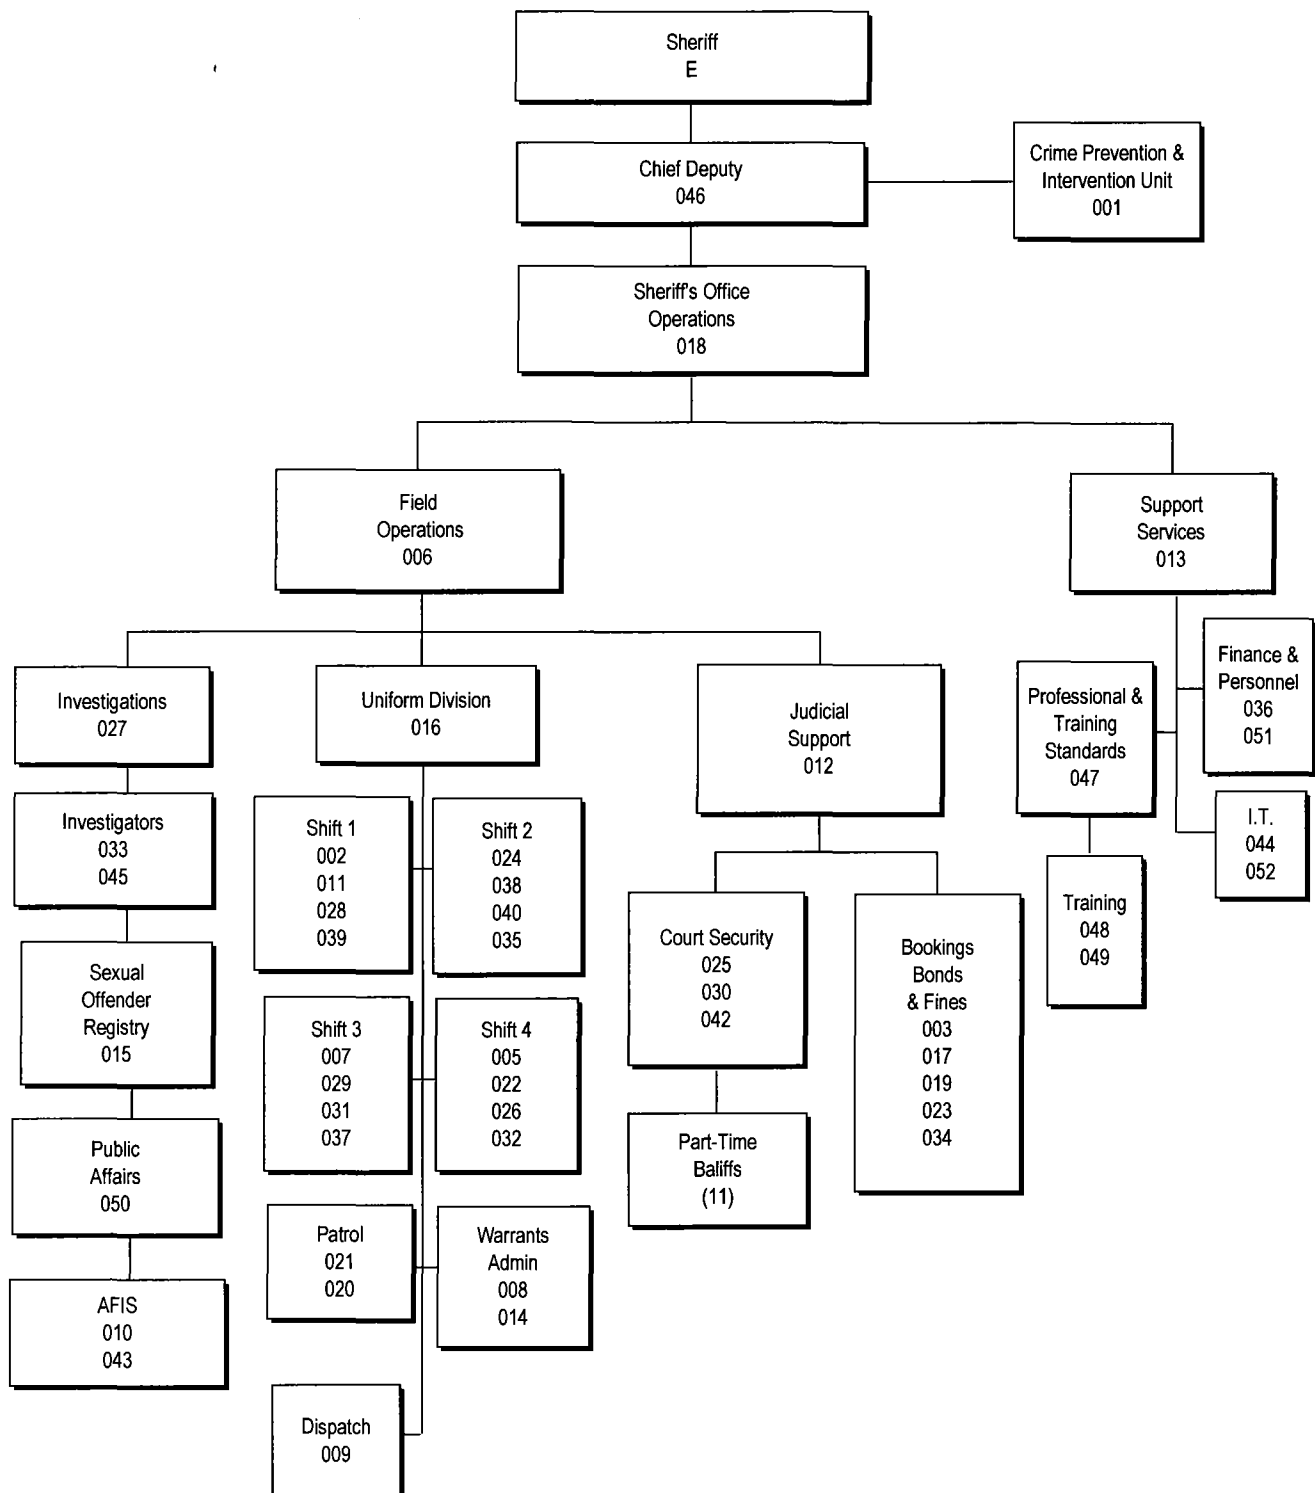 Sheriff
E
Chief Deputy
046
Crime Prevention &
Intervention Unit
001
Sheriff's Office
Operations
018
Field
Operations
006
Support
Services
013
Investigations
027
Uniform Division
016
Judicial
Support
012
Professional &
Training
Standards
047
Finance &
Personnel
036
051
Investigators
033
045
Shift 1
002
011
028
039
Shift 2
024
038
040
035
Court Security
025
030
042
Bookings
Bonds
& Fines
003
017
019
023
034
Training
048
049
I.T.
044
052
Sexual
Offender
Registry
015
Shift 3
007
029
031
037
Shift 4
005
022
026
032
Part-Time
Baliffs
(11)
Public
Affairs
050
Patrol
021
020
Warrants
Admin
008
014
AFIS
010
043
Dispatch
009